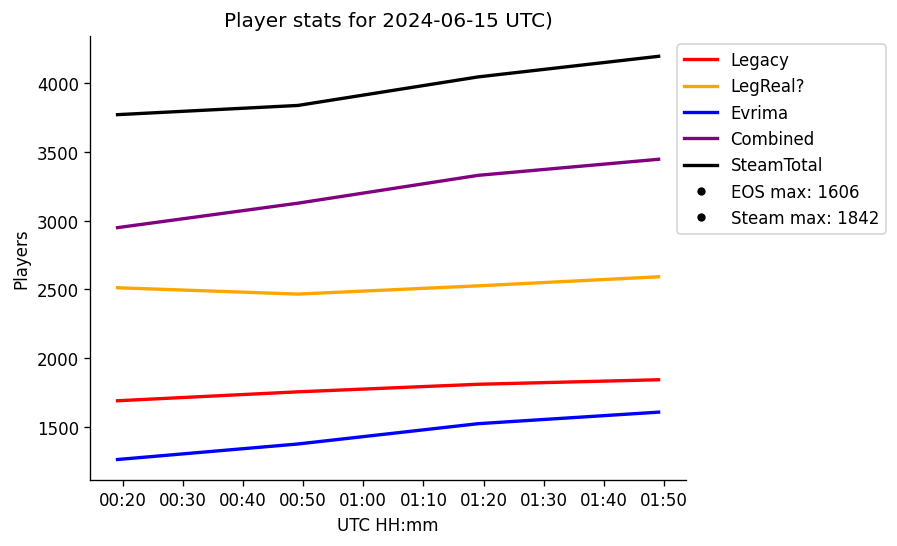 Player stats for 2024-06-15 UTC)
Legacy
LegReal?
Evrima
Combined
SteamTotal
EOS max: 1606
Steam max: 1842
Players
4000
3500
3000
2500
2000
1500
00:20 00:30 00:40 00:50 01:00 01:10 01:20 01:30 01:40 01:50
UTC HH:mm